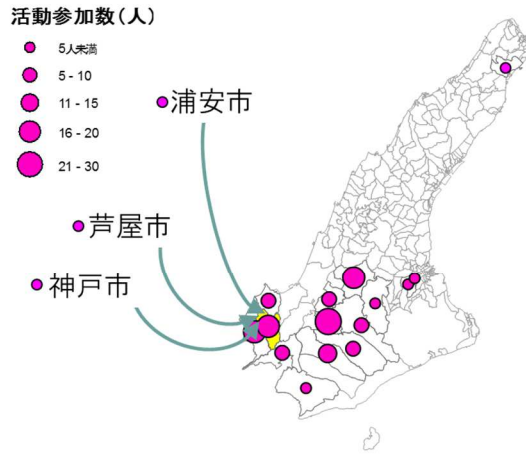 活動参加数(人)
5人未満
5 - 10
11 - 15
16 - 20
21 - 30
浦安市
芦屋市
神戸市